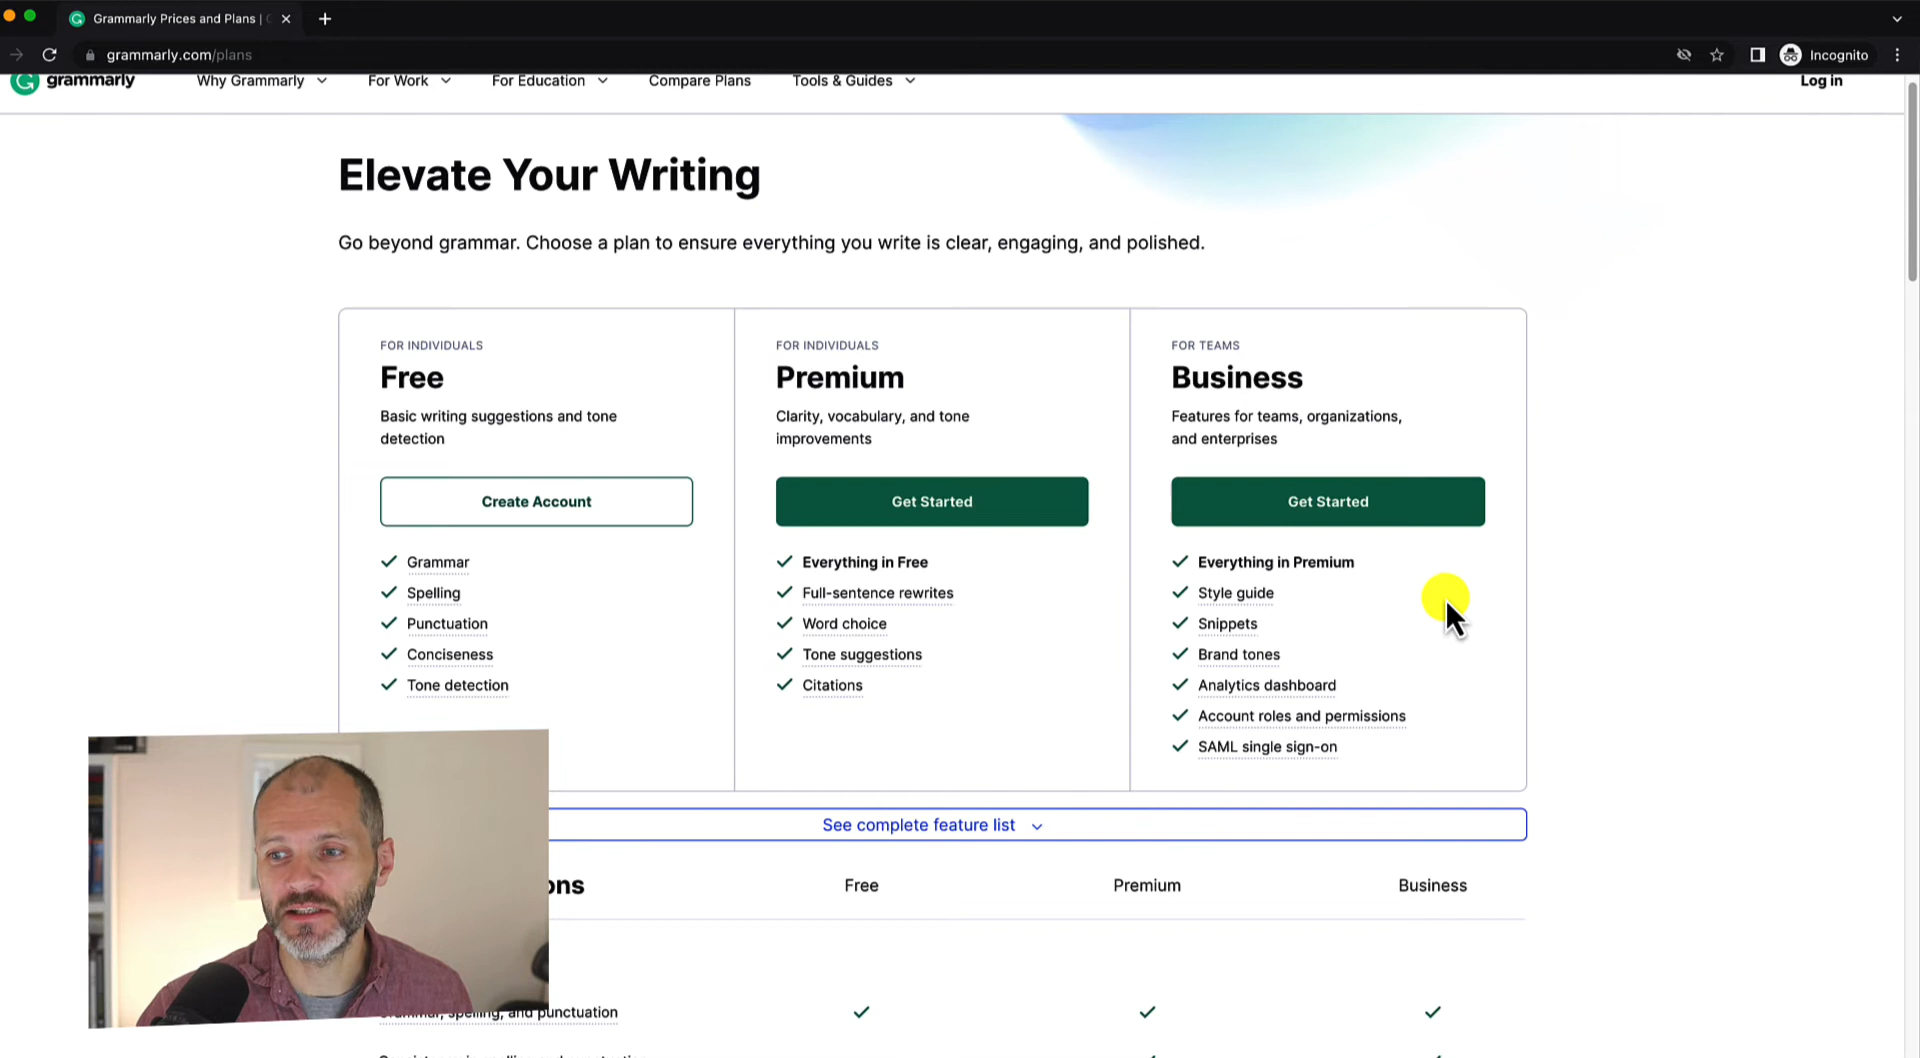 Grammarly Prices and Plans |
grammarly.com/plans
Incognito
grammarly
Why Grammarly
For Work
For Education
Compare Plans
Tools & Guides
Log in
Elevate Your Writing
Go beyond grammar. Choose a plan to ensure everything you write is clear, engaging, and polished.
FOR INDIVIDUALS
Free
Basic writing suggestions and tone
detection
Create Account
Grammar
Spelling
Punctuation
Conciseness
Tone detection
FOR INDIVIDUALS
Premium
Clarity, vocabulary, and tone
improvements
Get Started
Everything in Free
Full-sentence rewrites
Word choice
Tone suggestions
Citations
FOR TEAMS
Business
Features for teams, organizations,
and enterprises
Get Started
Everything in Premium
Style guide
Snippets
Brand tones
Analytics dashboard
Account roles and permissions
SAML single sign-on
See complete feature list
ons
Free
Premium
Business
spelling, and punctuation